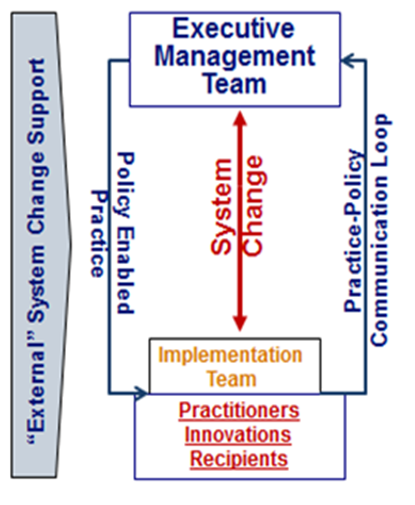 “External” System Change Support
Executive
Management
Team
Policy Enabled
Practice
System
Change
Practice-Policy
Communication Loop
Implementation
Team
Practitioners
Innovations
Recipients